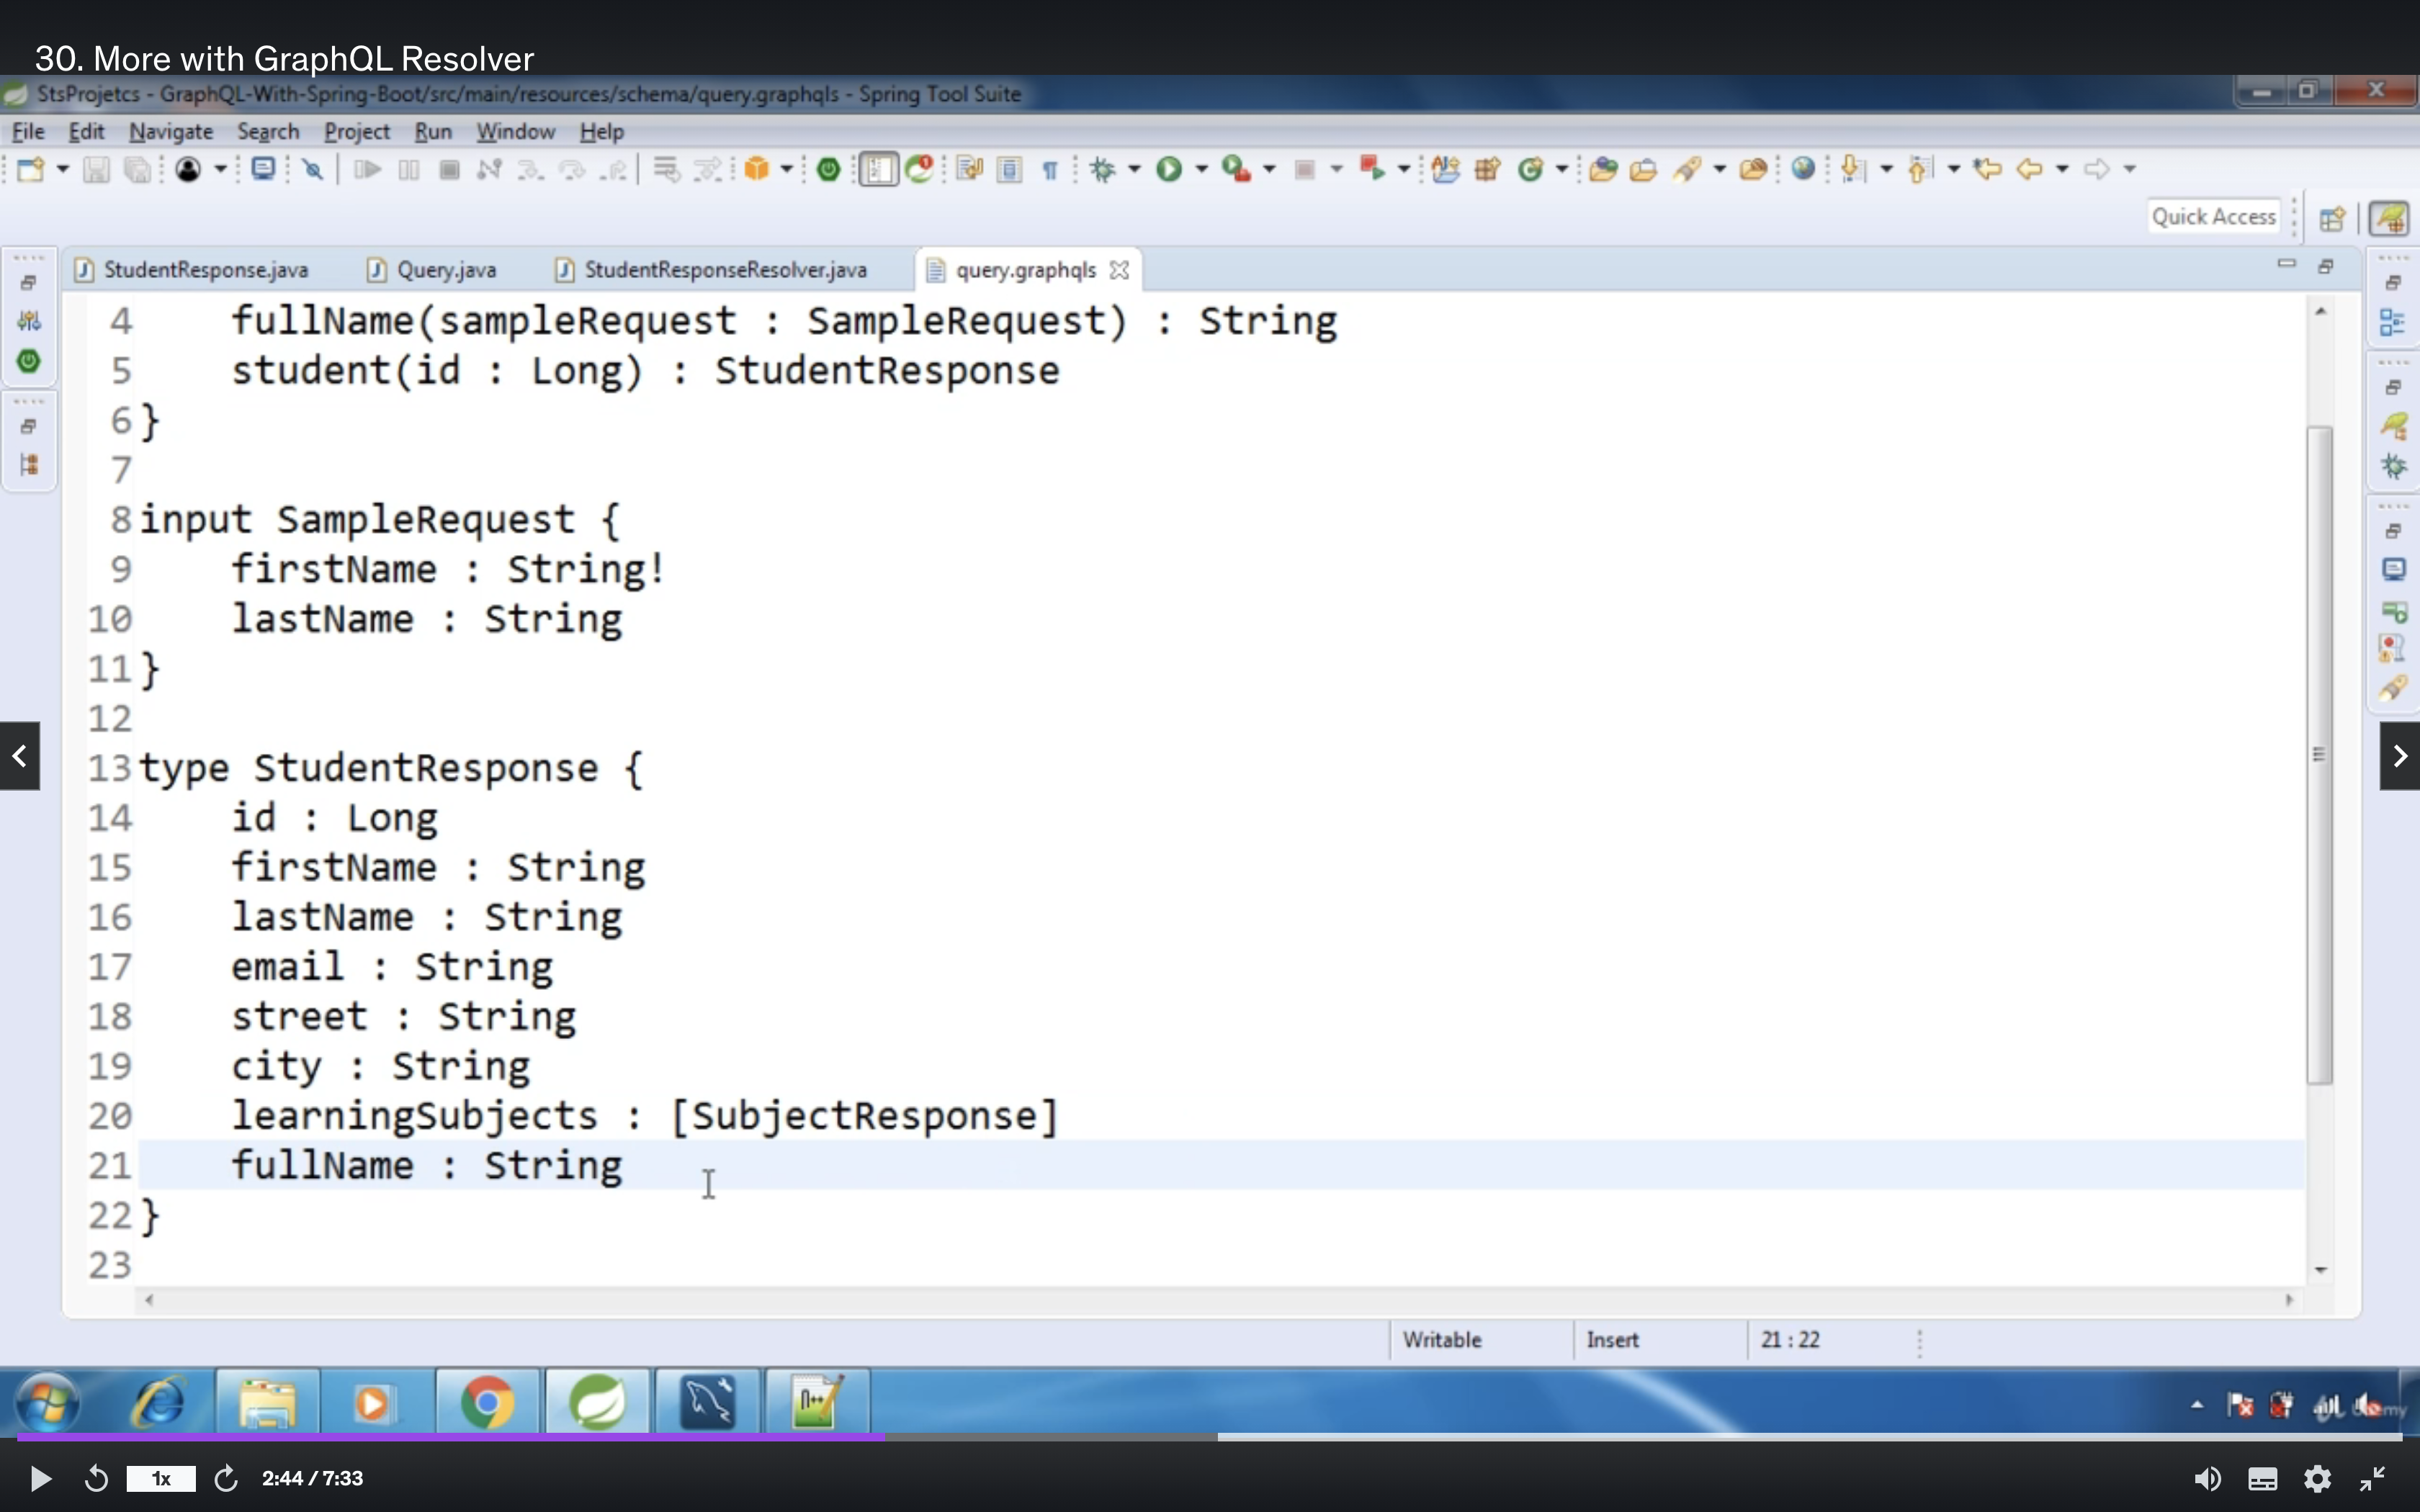 30. More with GraphQL Resolver
StsProjetcs - GraphQL-With-Spring-Boot/src/main/resources/schema/query.graphqls - Spring Tool Suite
File Edit Navigate Search Project Run Window Help
Quick Access
StudentResponse.java Query.java StudentResponseResolver.java query.graphqls
4 fullName(sampleRequest : SampleRequest) : String
5 student(id : Long) : StudentResponse
6 }
7
8 input SampleRequest {
9 firstName : String!
10 lastName : String
11 }
12
13 type StudentResponse {
14 id : Long
15 firstName : String
16 lastName : String
17 email : String
18 street : String
19 city : String
20 learningSubjects : [SubjectResponse]
21 fullName : String
22 }
23
Writable Insert 21 : 22
1x 2:44 / 7:33